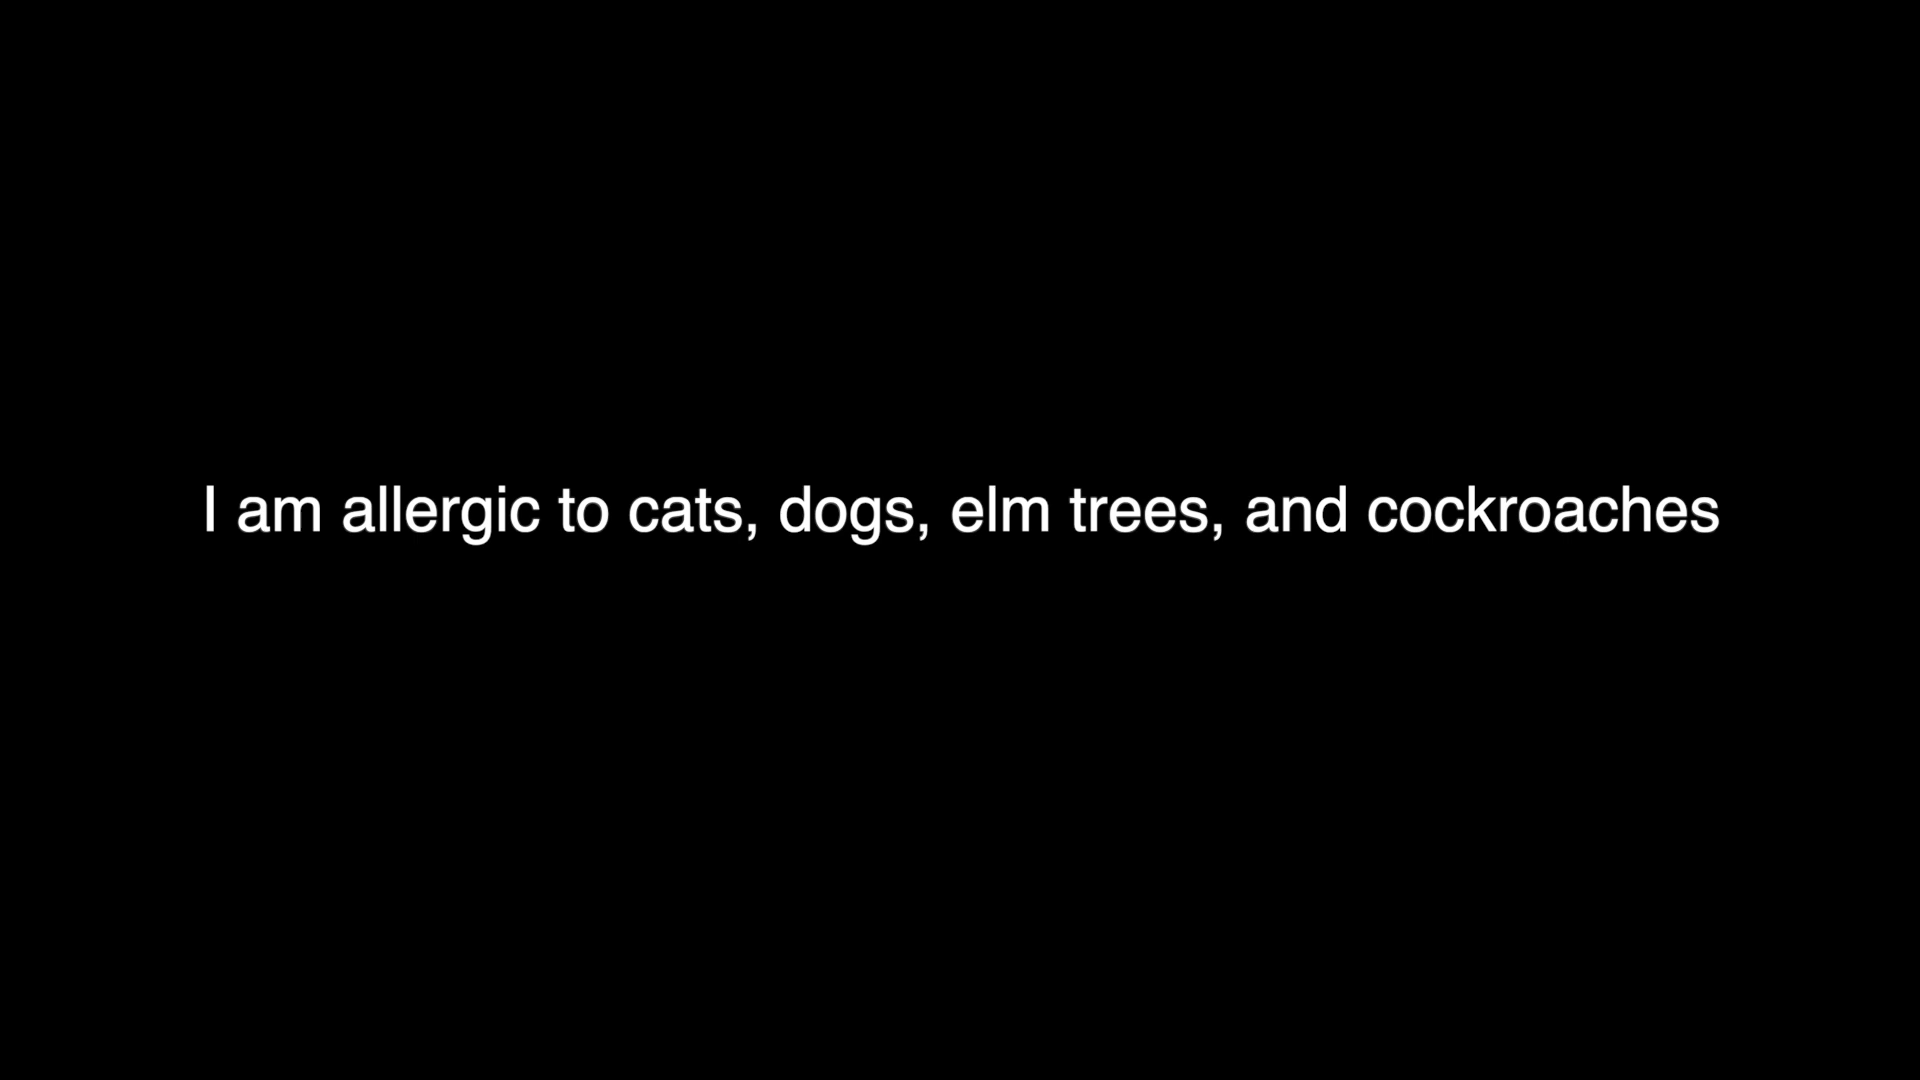 I am allergic to cats, dogs, elm trees, and cockroaches